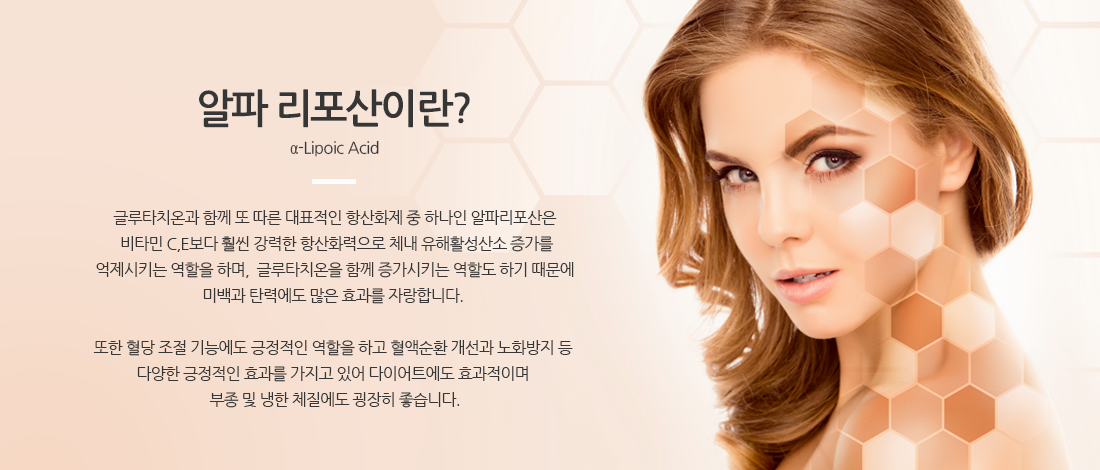 알파 리포산이란?
α-Lipoic Acid
글루타치온과 함께 또 따른 대표적인 항산화제 중 하나인 알파리포산은
비타민 C,E보다 훨씬 강력한 항산화력으로 체내 유해활성산소 증가를
억제시키는 역할을 하며, 글루타치온을 함께 증가시키는 역할도 하기 때문에
미백과 탄력에도 많은 효과를 자랑합니다.
또한 혈당 조절 기능에도 긍정적인 역할을 하고 혈액순환 개선과 노화방지 등
다양한 긍정적인 효과를 가지고 있어 다이어트에도 효과적이며
부종 및 냉한 체질에도 굉장히 좋습니다.